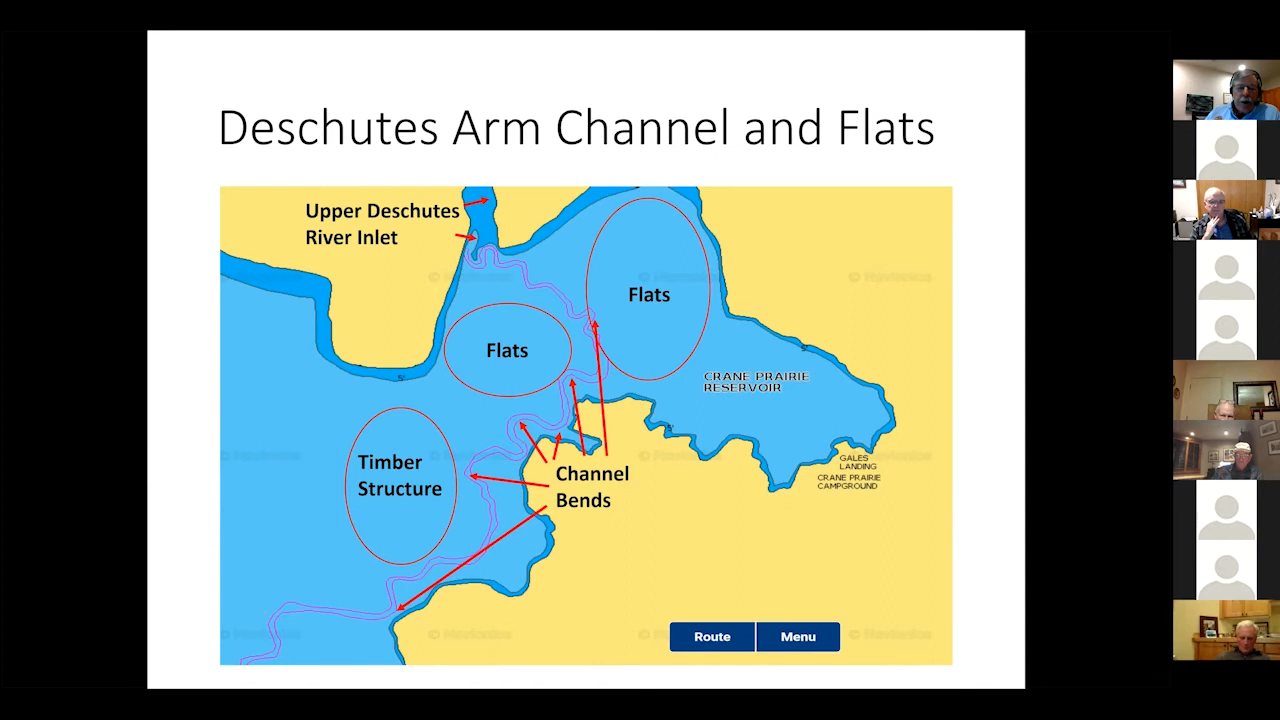 Deschutes Arm Channel and Flats
Upper Deschutes
River Inlet
Flats
Flats
CRANE PRAIRIE
RESERVOIR
Timber
Structure
Channel
Bends
GALES
LANDING
CRANE PRAIRIE
CAMPGROUND
Route
Menu